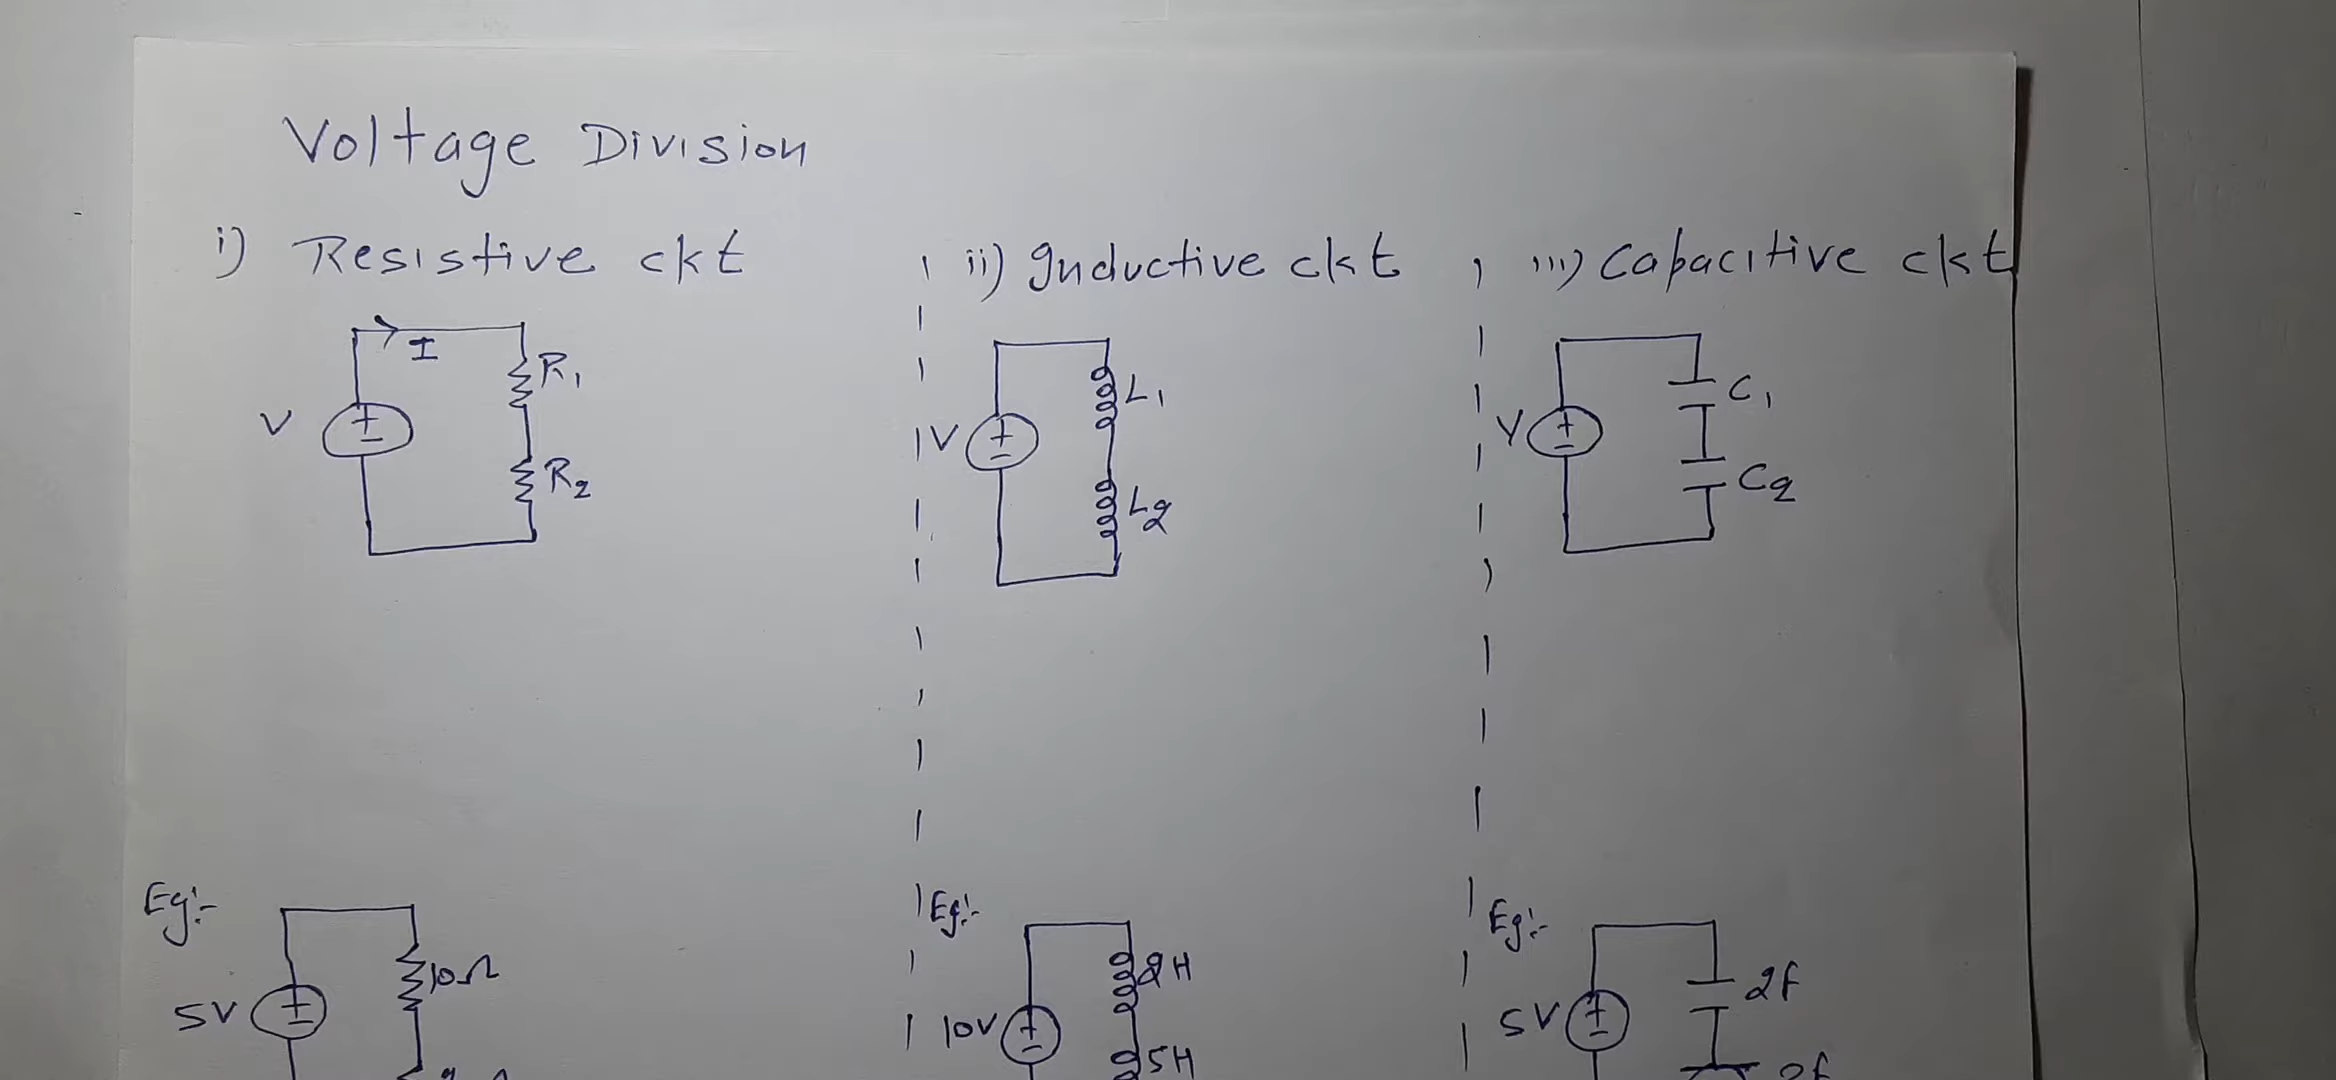 Voltage Division
i) Resistive ckt
I
R1
V
R2
ii) Inductive ckt
L1
V
L2
iii) Capacitive ckt
C1
V
C2
Eg:-
10Ω
5V
Eg:-
2H
10V
5H
Eg:-
2F
5V